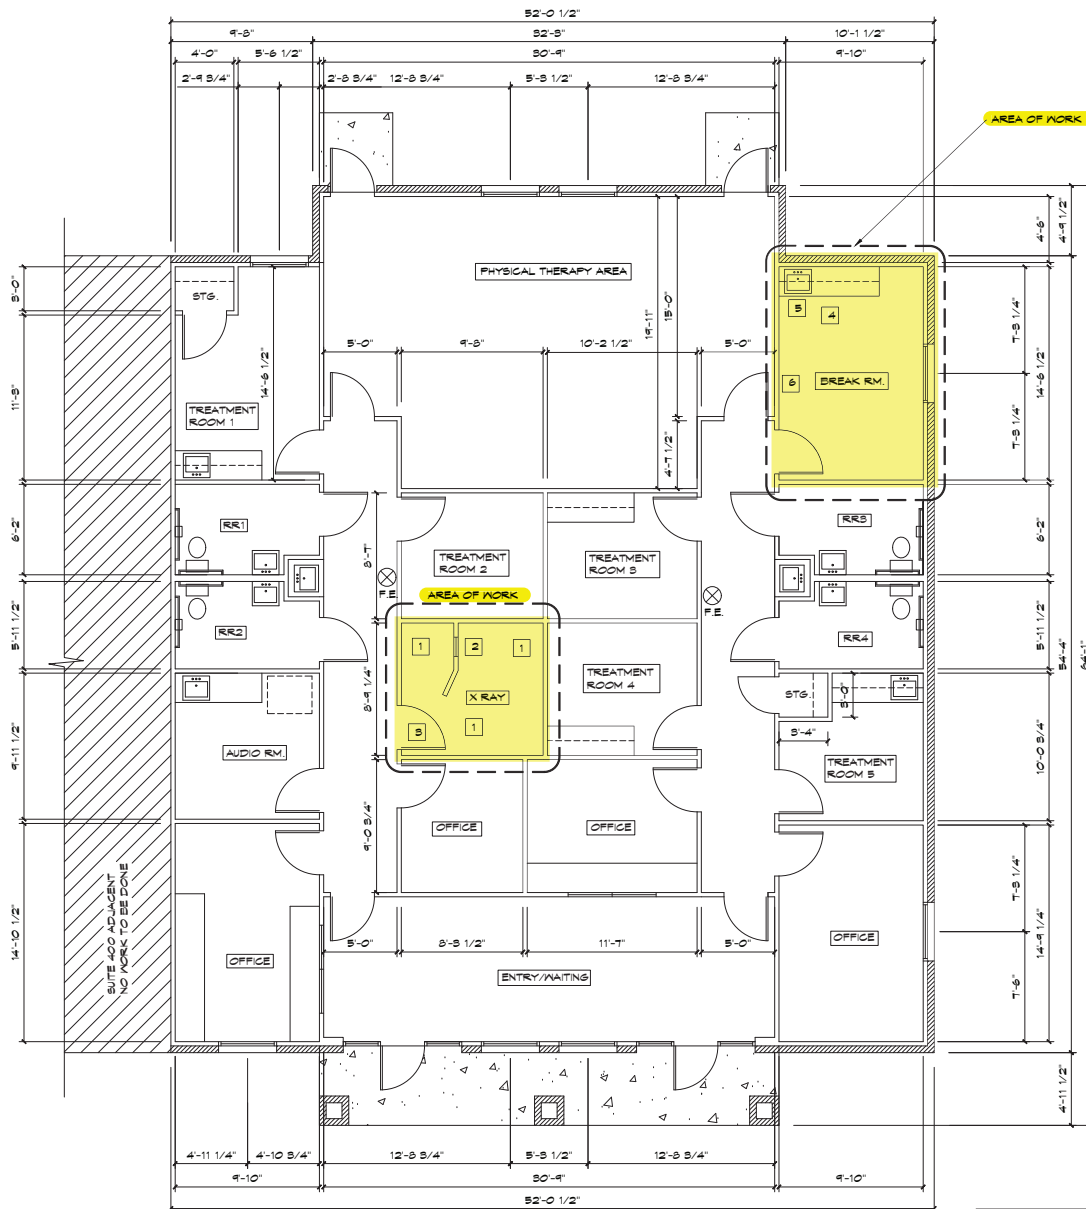 52'-0 1/2"
9'-8"
32'-3"
10'-1 1/2"
4'-0"
5'-6 1/2"
30'-9"
9'-10"
2'-9 3/4"
2'-8 3/4"
12'-8 3/4"
5'-3 1/2"
12'-8 3/4"
AREA OF WORK
4'-6"
4'-9 1/2"
PHYSICAL THERAPY AREA
3'-0"
STG.
5
4
7'-3 1/4"
19'-11"
15'-0"
5'-0"
9'-8"
10'-2 1/2"
5'-0"
14'-6 1/2"
14'-6 1/2"
11'-3"
6
BREAK RM.
TREATMENT
ROOM 1
7'-3 1/4"
4'-7 1/2"
RR1
RR3
6'-2"
6'-2"
8'-7"
TREATMENT
ROOM 2
TREATMENT
ROOM 3
F.E.
AREA OF WORK
F.E.
5'-11 1/2"
RR2
RR4
5'-11 1/2"
1
2
1
54'-4"
64'-1"
8'-9 1/4"
X RAY
TREATMENT
ROOM 4
STG.
3'-0"
3
1
3'-4"
9'-11 1/2"
AUDIO RM.
TREATMENT
ROOM 5
10'-0 3/4"
9'-0 3/4"
OFFICE
OFFICE
7'-3 1/4"
SUITE 400 ADJACENT
NO WORK TO BE DONE
14'-10 1/2"
14'-9 1/4"
OFFICE
5'-0"
8'-3 1/2"
11'-7"
5'-0"
OFFICE
ENTRY/WAITING
7'-6"
4'-11 1/2"
4'-11 1/4"
4'-10 3/4"
12'-8 3/4"
5'-3 1/2"
12'-8 3/4"
9'-10"
30'-9"
9'-10"
52'-0 1/2"